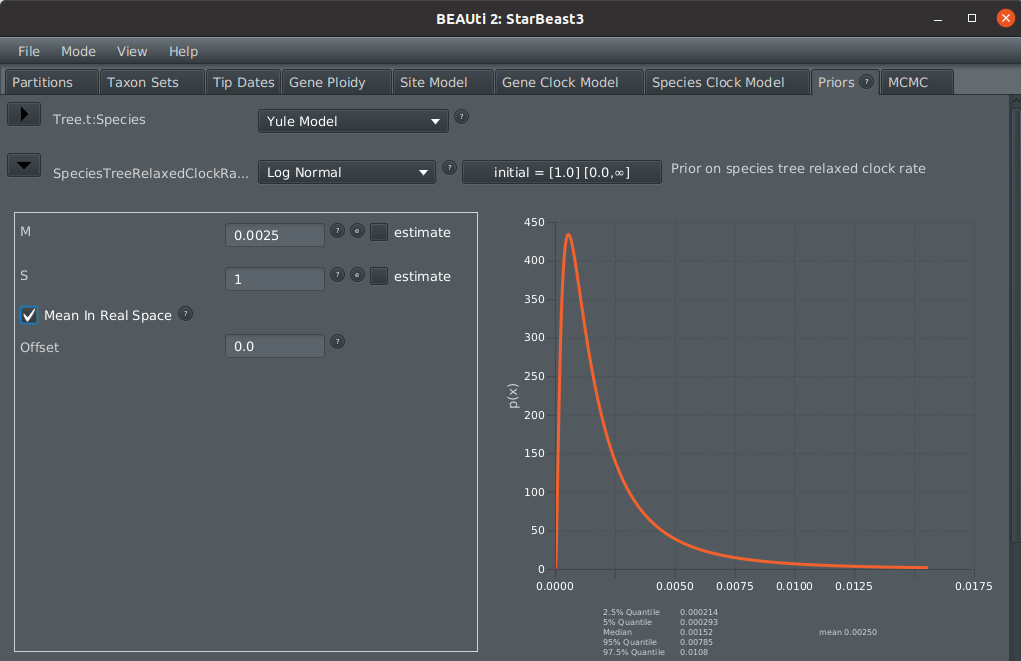 BEAUti 2: StarBeast3
File Mode View Help
Partitions Taxon Sets Tip Dates Gene Ploidy Site Model Gene Clock Model Species Clock Model Priors ? MCMC
Tree.t:Species Yule Model ?
SpeciesTreeRelaxedClockRa... Log Normal ? initial = [1.0] [0.0,∞] Prior on species tree relaxed clock rate
M 0.0025 ? e estimate
S 1 ? e estimate
Mean In Real Space ?
Offset 0.0 ?
p(x)
450
400
350
300
250
200
150
100
50
0
0.0000 0.0050 0.0075 0.0100 0.0125 0.0175
2.5% Quantile 0.000214
5% Quantile 0.000293
Median 0.00152 mean 0.00250
95% Quantile 0.00785
97.5% Quantile 0.0108